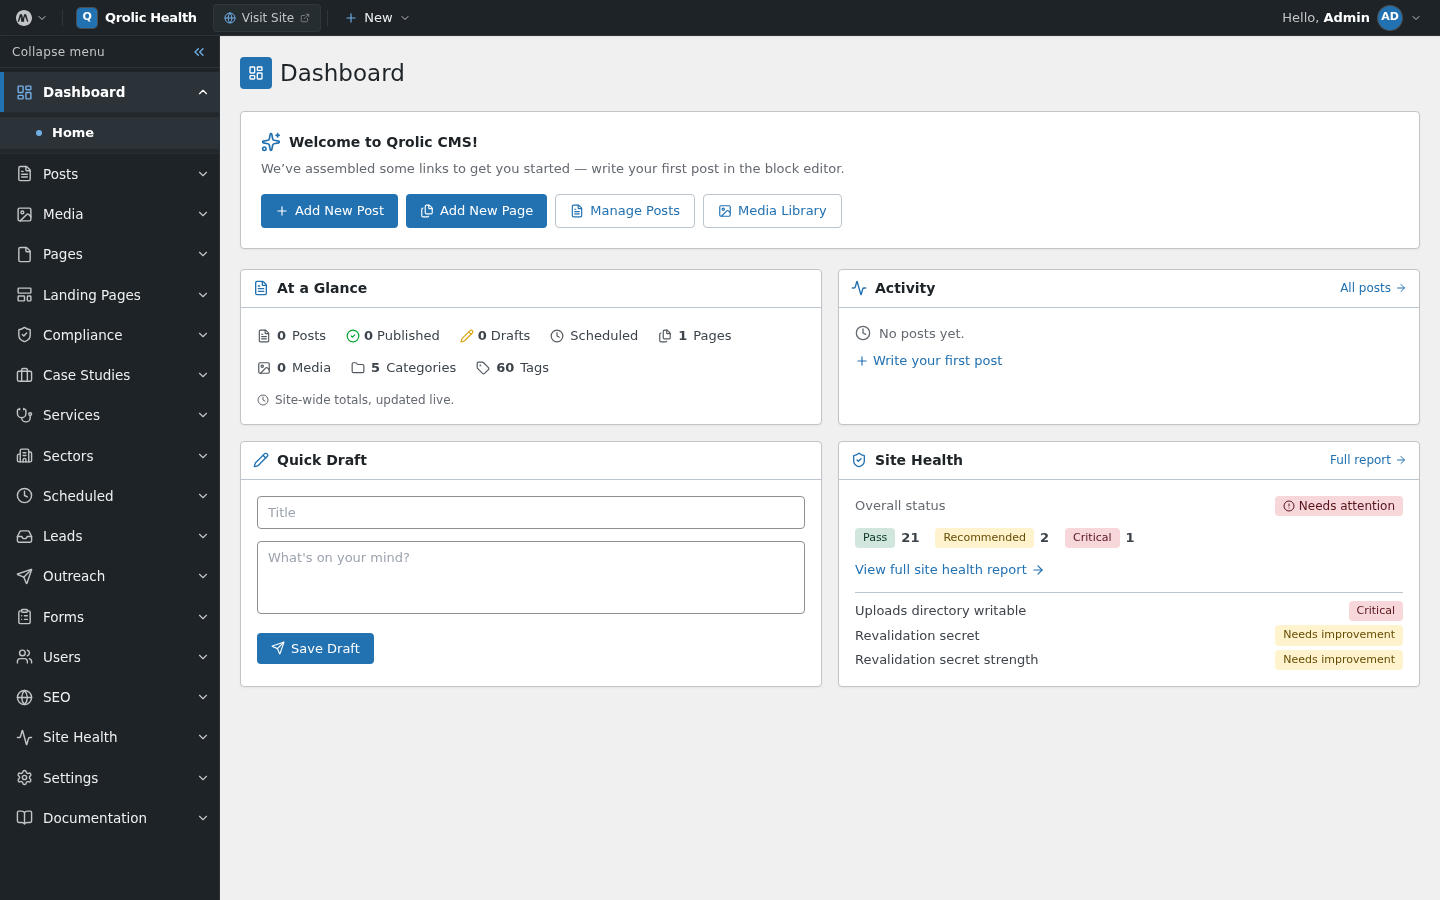 Qrolic Health
Visit Site
New
Hello, Admin
AD
Collapse menu
Dashboard
Home
Posts
Media
Pages
Landing Pages
Compliance
Case Studies
Services
Sectors
Scheduled
Leads
Outreach
Forms
Users
SEO
Site Health
Settings
Documentation
Dashboard
Welcome to Qrolic CMS!
We’ve assembled some links to get you started — write your first post in the block editor.
Add New Post
Add New Page
Manage Posts
Media Library
At a Glance
0 Posts
0 Published
0 Drafts
Scheduled
1 Pages
0 Media
5 Categories
60 Tags
Site-wide totals, updated live.
Activity
All posts
No posts yet.
Write your first post
Quick Draft
Title
What's on your mind?
Save Draft
Site Health
Full report
Overall status
Needs attention
Pass 21
Recommended 2
Critical 1
View full site health report
Uploads directory writable
Critical
Revalidation secret
Needs improvement
Revalidation secret strength
Needs improvement